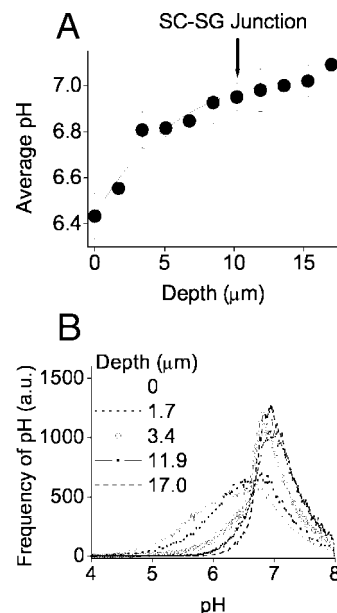 A
SC-SG Junction
7.0
6.8
6.6
6.4
Average pH
0 5 10 15
Depth (μm)
B
Depth (μm)
0
1.7
3.4
11.9
17.0
1500
1000
500
0
Frequency of pH (a.u.)
4 5 6 7 8
pH